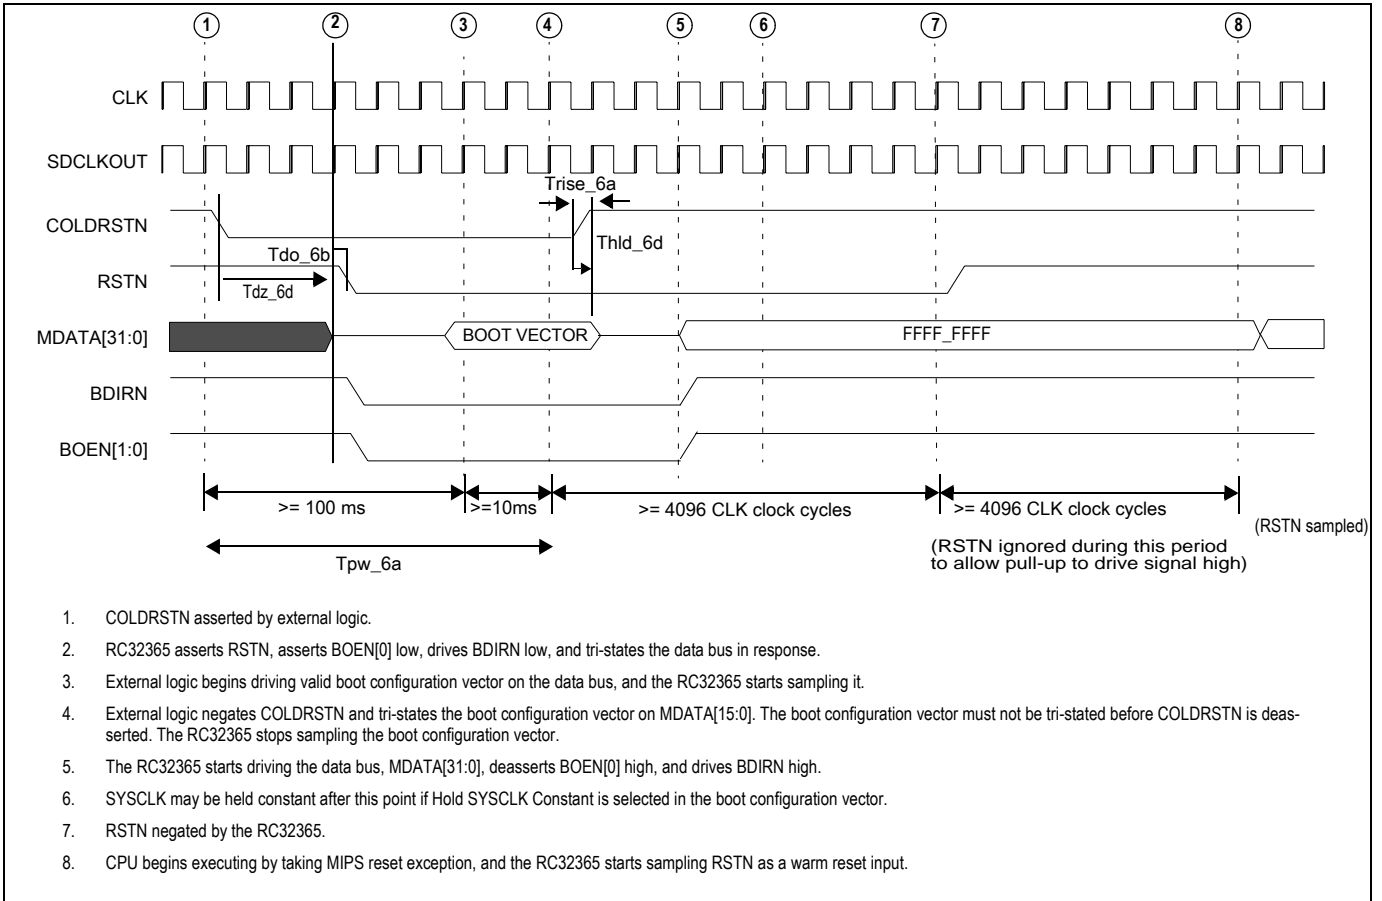 1 2 3 4 5 6 7 8
CLK
SDCLKOUT
Trise_6a
COLDRSTN
Thld_6d
Tdo_6b
RSTN
Tdz_6d
MDATA[31:0]
BOOT VECTOR
FFFF_FFFF
BDIRN
BOEN[1:0]
>= 100 ms
>=10ms
>= 4096 CLK clock cycles
>= 4096 CLK clock cycles
(RSTN sampled)
Tpw_6a
(RSTN ignored during this period
to allow pull-up to drive signal high)
1. COLDRSTN asserted by external logic.
2. RC32365 asserts RSTN, asserts BOEN[0] low, drives BDIRN low, and tri-states the data bus in response.
3. External logic begins driving valid boot configuration vector on the data bus, and the RC32365 starts sampling it.
4. External logic negates COLDRSTN and tri-states the boot configuration vector on MDATA[15:0]. The boot configuration vector must not be tri-stated before COLDRSTN is deas-
serted. The RC32365 stops sampling the boot configuration vector.
5. The RC32365 starts driving the data bus, MDATA[31:0], deasserts BOEN[0] high, and drives BDIRN high.
6. SYSCLK may be held constant after this point if Hold SYSCLK Constant is selected in the boot configuration vector.
7. RSTN negated by the RC32365.
8. CPU begins executing by taking MIPS reset exception, and the RC32365 starts sampling RSTN as a warm reset input.